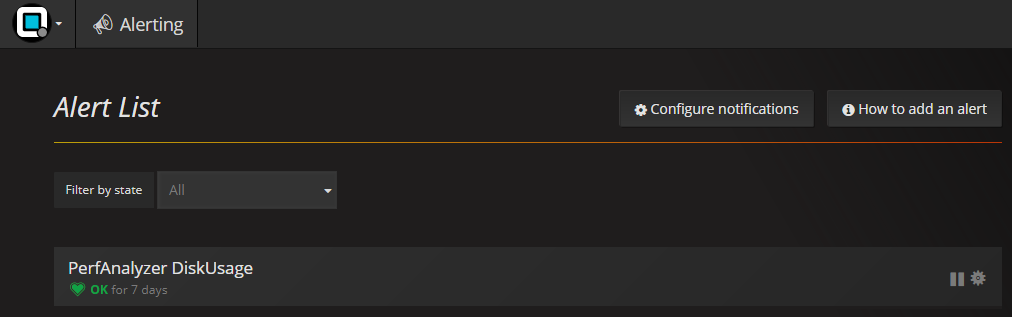 Alerting
Alert List
Configure notifications
How to add an alert
Filter by state
All
PerfAnalyzer DiskUsage
OK for 7 days